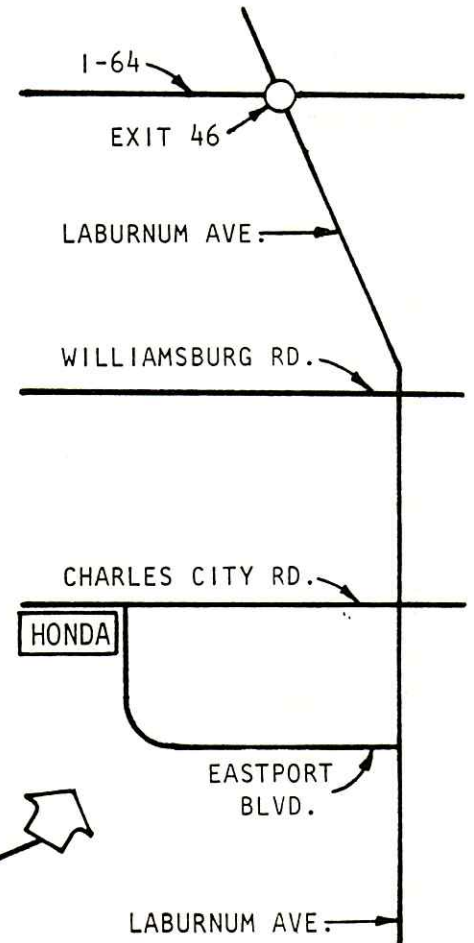 I-64
EXIT 46
LABURNUM AVE.
WILLIAMSBURG RD.
CHARLES CITY RD.
HONDA
EASTPORT
BLVD.
LABURNUM AVE.